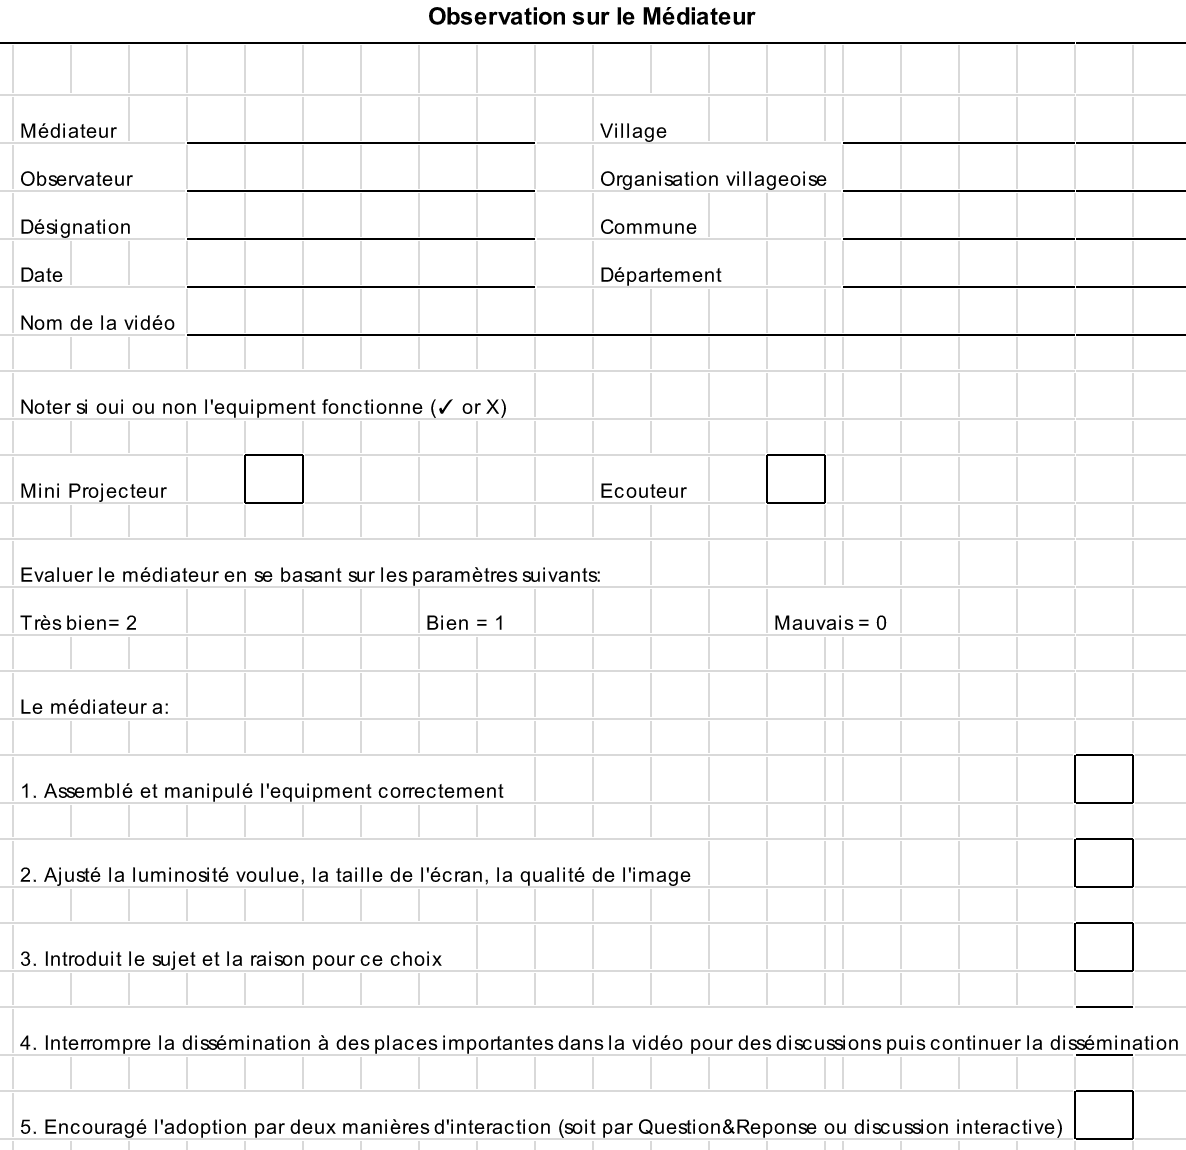 Observation sur le Médiateur
Médiateur Village
Observateur Organisation villageoise
Désignation Commune
Date Département
Nom de la vidéo
Noter si oui ou non l'equipment fonctionne (✓ or X)
Mini Projecteur Ecouteur
Evaluer le médiateur en se basant sur les paramètres suivants:
Très bien= 2 Bien = 1 Mauvais = 0
Le médiateur a:
1. Assemblé et manipulé l'equipment correctement
2. Ajusté la luminosité voulue, la taille de l'écran, la qualité de l'image
3. Introduit le sujet et la raison pour ce choix
4. Interrompre la dissémination à des places importantes dans la vidéo pour des discussions puis continuer la dissémination
5. Encouragé l'adoption par deux manières d'interaction (soit par Question&Reponse ou discussion interactive)